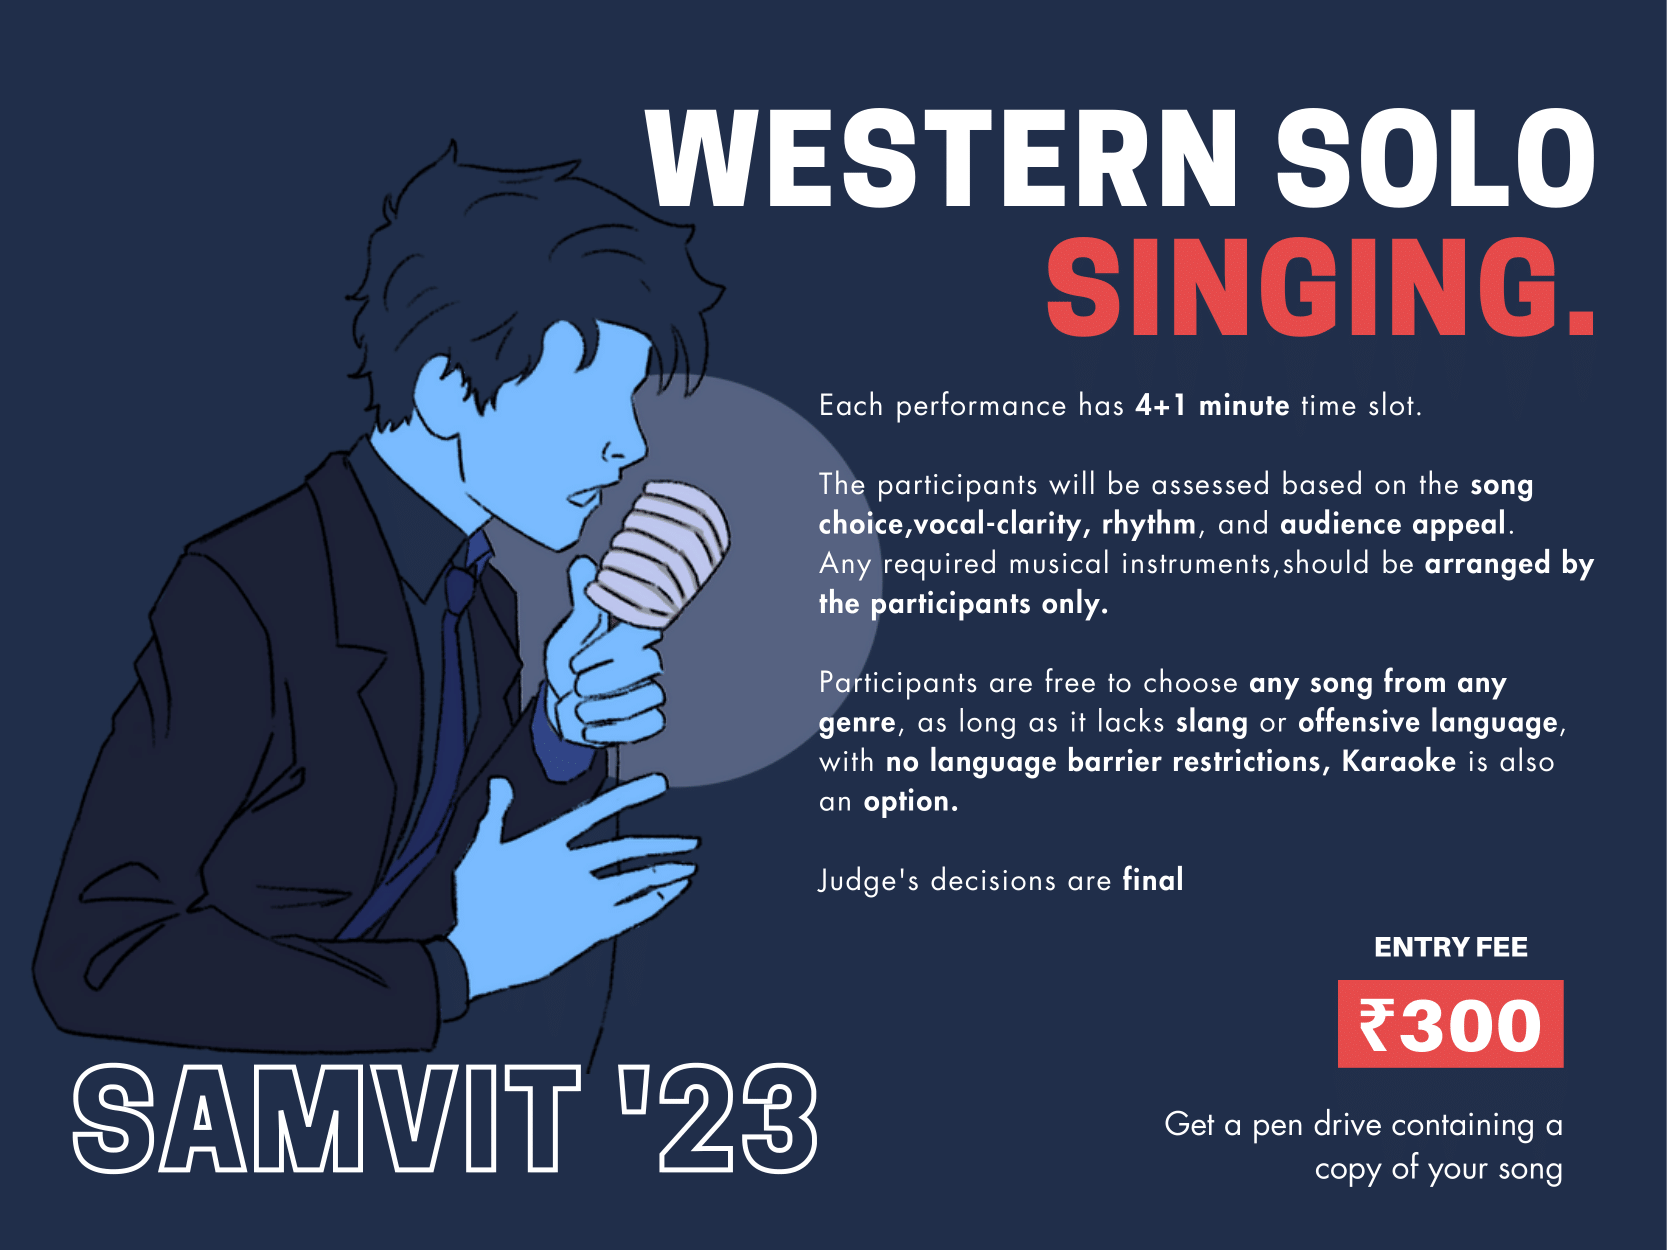 WESTERN SOLO
SINGING.
Each performance has 4+1 minute time slot.
The participants will be assessed based on the song
choice,vocal-clarity, rhythm, and audience appeal.
Any required musical instruments,should be arranged by
the participants only.
Participants are free to choose any song from any
genre, as long as it lacks slang or offensive language,
with no language barrier restrictions, Karaoke is also
an option.
Judge's decisions are final
ENTRY FEE
₹300
SAMVIT '23
Get a pen drive containing a
copy of your song